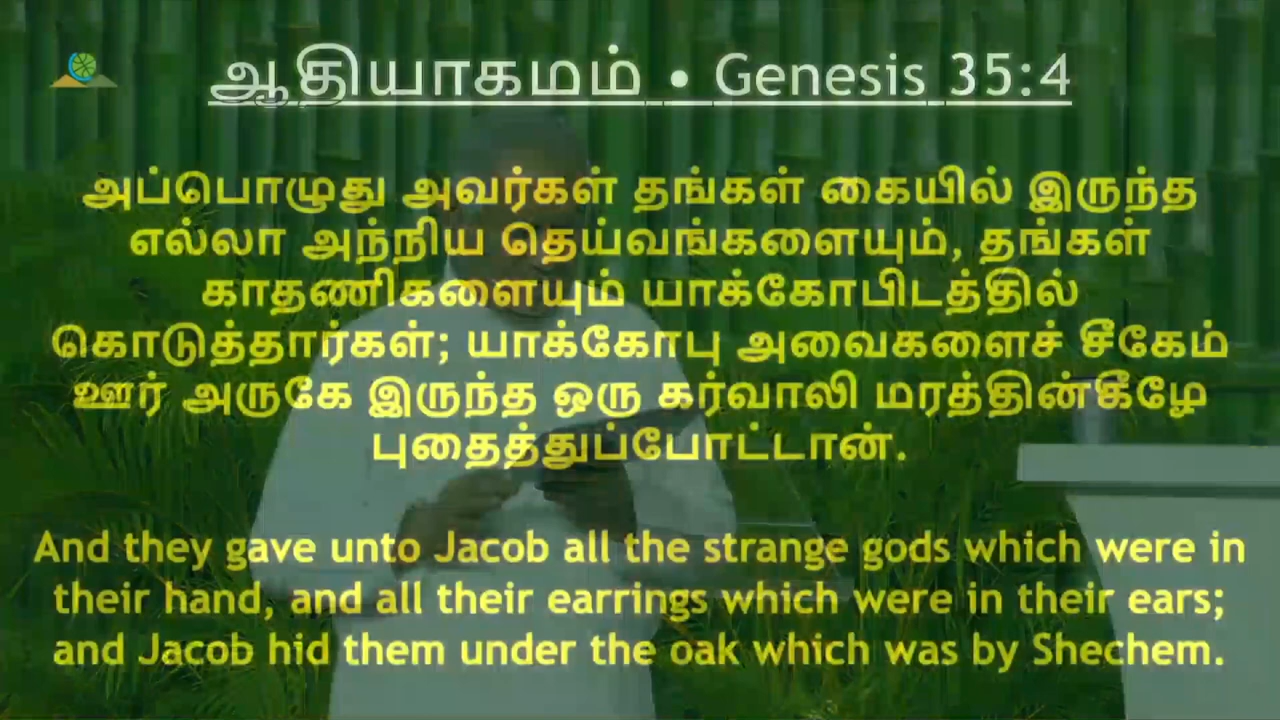 ஆதியாகமம் • Genesis 35:4
அப்பொழுது அவர்கள் தங்கள் கையில் இருந்த
எல்லா அந்நிய தெய்வங்களையும், தங்கள்
காதணிகளையும் யாக்கோபிடத்தில்
கொடுத்தார்கள்; யாக்கோபு அவைகளைச் சீகேம்
ஊர் அருகே இருந்த ஒரு கர்வாலி மரத்தின்கீழே
புதைத்துப்போட்டான்.
And they gave unto Jacob all the strange gods which were in
their hand, and all their earrings which were in their ears;
and Jacob hid them under the oak which was by Shechem.